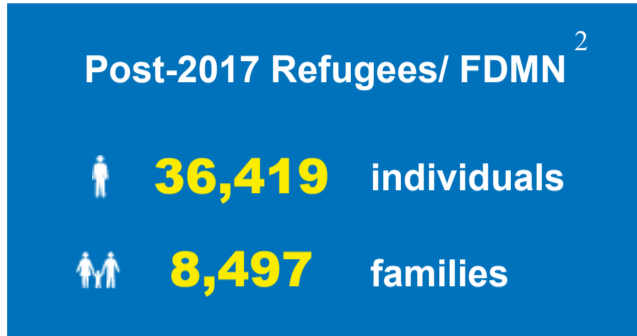 Post-2017 Refugees/ FDMN 2
36,419 individuals
8,497 families